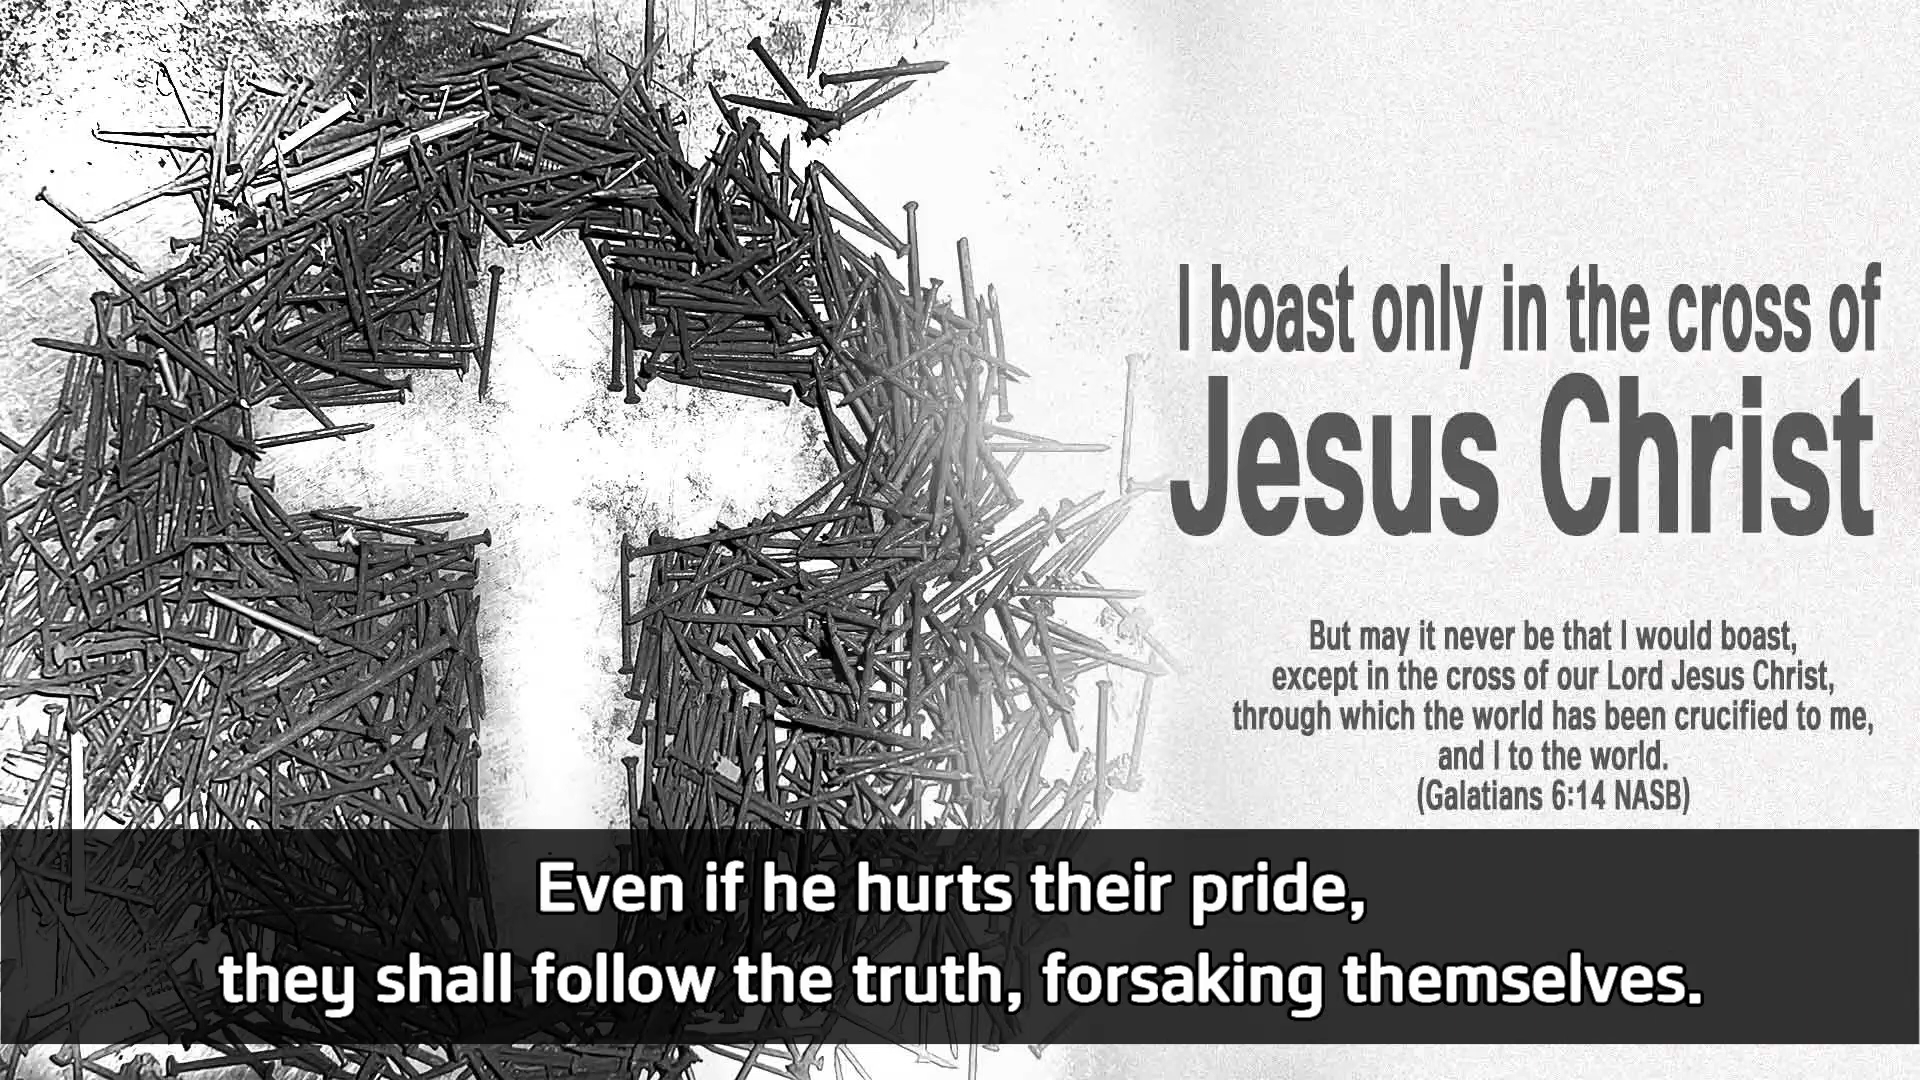 I boast only in the cross of
Jesus Christ
But may it never be that I would boast,
except in the cross of our Lord Jesus Christ,
through which the world has been crucified to me,
and I to the world.
(Galatians 6:14 NASB)
Even if he hurts their pride,
they shall follow the truth, forsaking themselves.